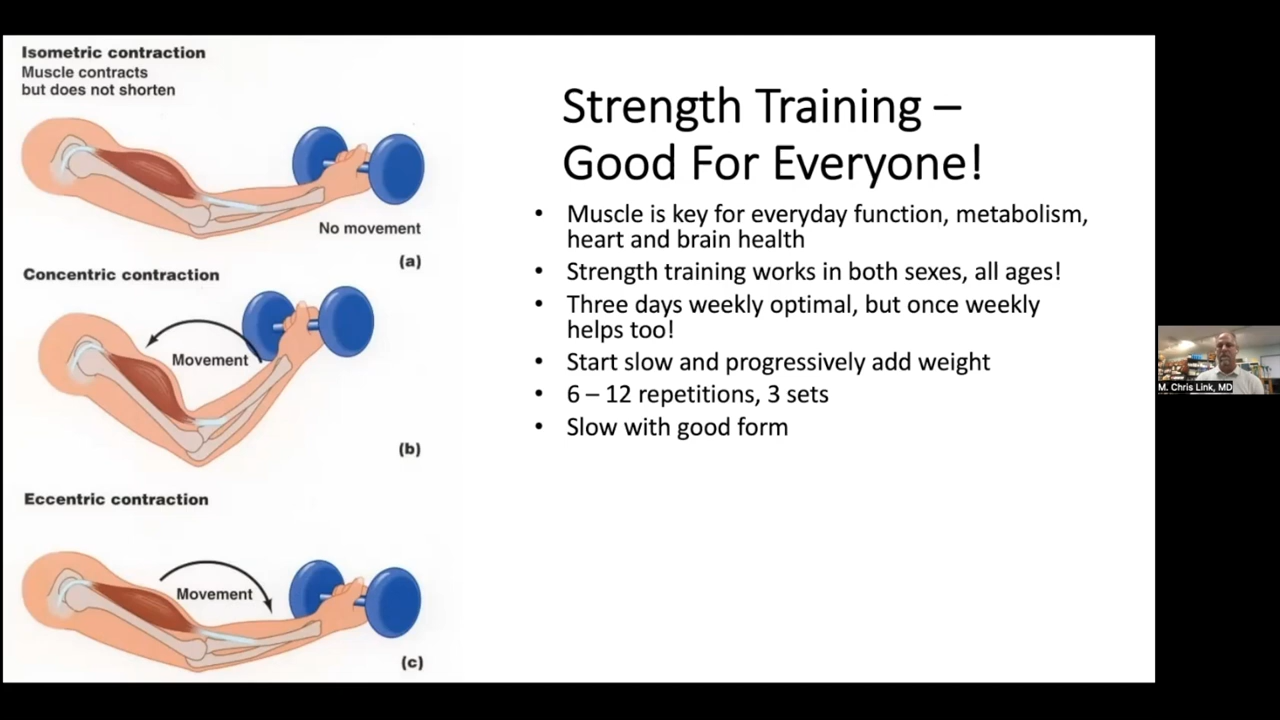 Isometric contraction
Muscle contracts
but does not shorten
No movement
(a)
Concentric contraction
Movement
(b)
Eccentric contraction
Movement
(c)
Strength Training –
Good For Everyone!
• Muscle is key for everyday function, metabolism,
heart and brain health
• Strength training works in both sexes, all ages!
• Three days weekly optimal, but once weekly
helps too!
• Start slow and progressively add weight
• 6 – 12 repetitions, 3 sets
• Slow with good form
M. Chris Link, MD